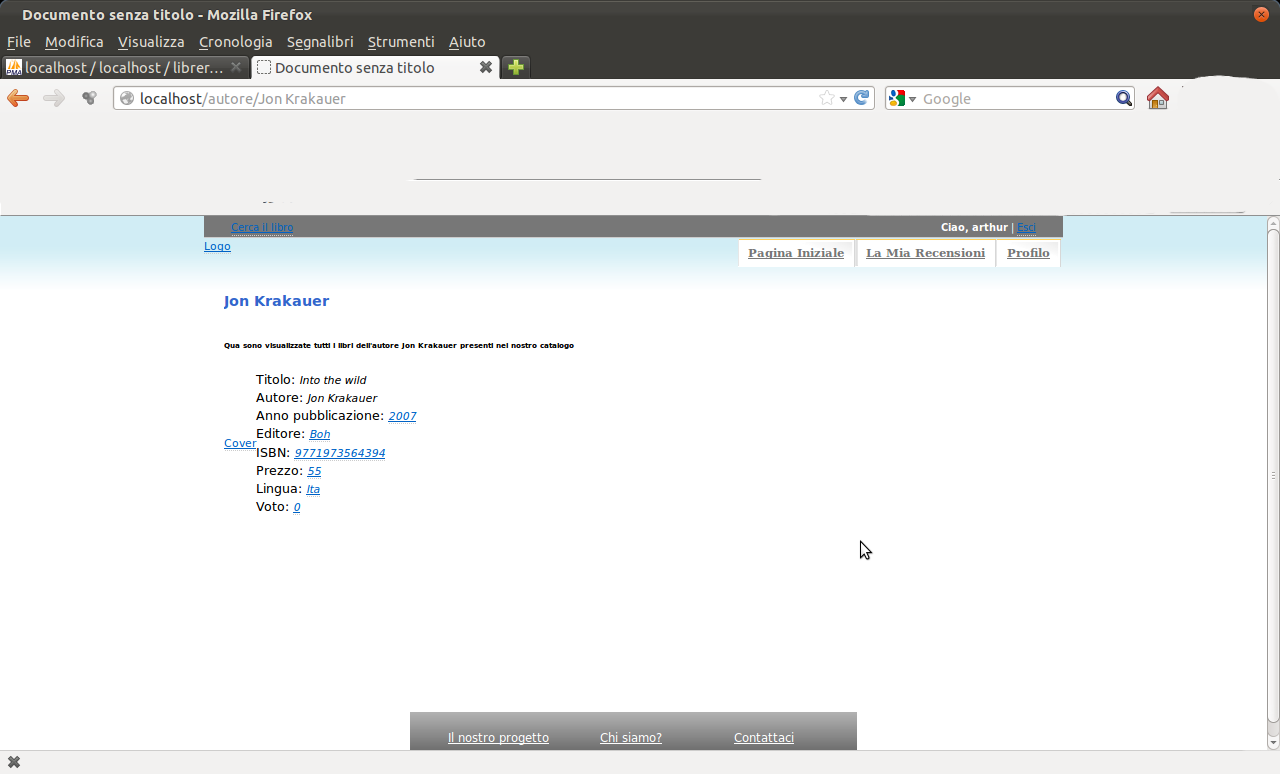 Documento senza titolo - Mozilla Firefox
File Modifica Visualizza Cronologia Segnalibri Strumenti Aiuto
localhost / localhost / librer... Documento senza titolo
localhost/autore/Jon Krakauer Google
Cerca il libro Ciao, arthur | Esci
Logo Pagina Iniziale La Mia Recensioni Profilo
Jon Krakauer
Qua sono visualizzate tutti i libri dell'autore Jon Krakauer presenti nel nostro catalogo
Titolo: Into the wild
Autore: Jon Krakauer
Anno pubblicazione: 2007
Editore: Boh
Cover
ISBN: 9771973564394
Prezzo: 55
Lingua: Ita
Voto: 0
Il nostro progetto Chi siamo? Contattaci